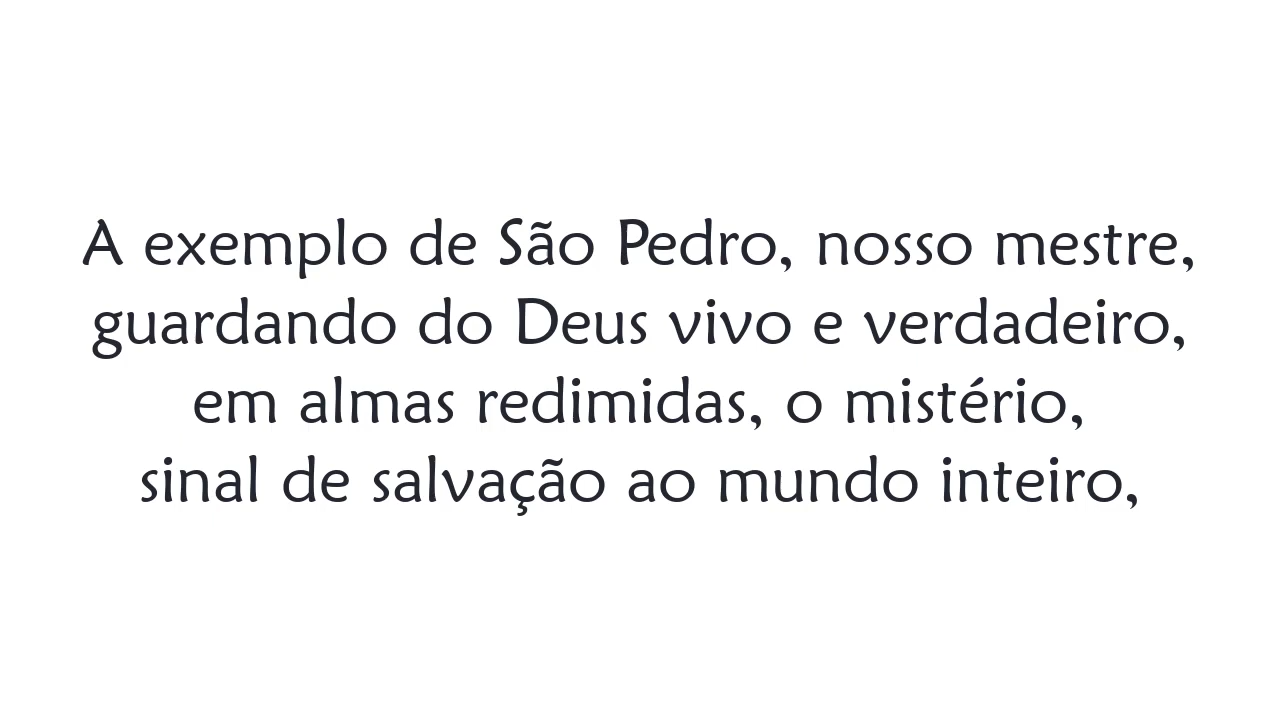 A exemplo de São Pedro, nosso mestre,
guardando do Deus vivo e verdadeiro,
em almas redimidas, o mistério,
sinal de salvação ao mundo inteiro,